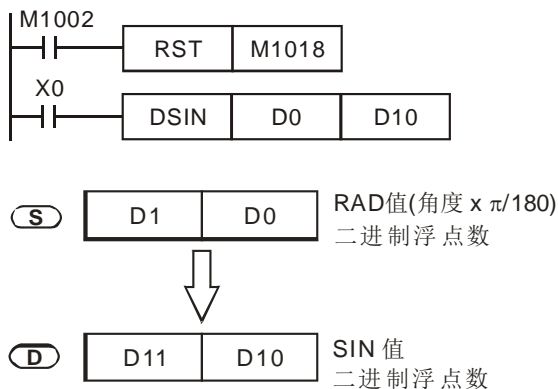 M1002
RST M1018
X0
DSIN D0 D10
S D1 D0 RAD值(角度 x π/180)
二进制浮点数
D D11 D10 SIN 值
二进制浮点数